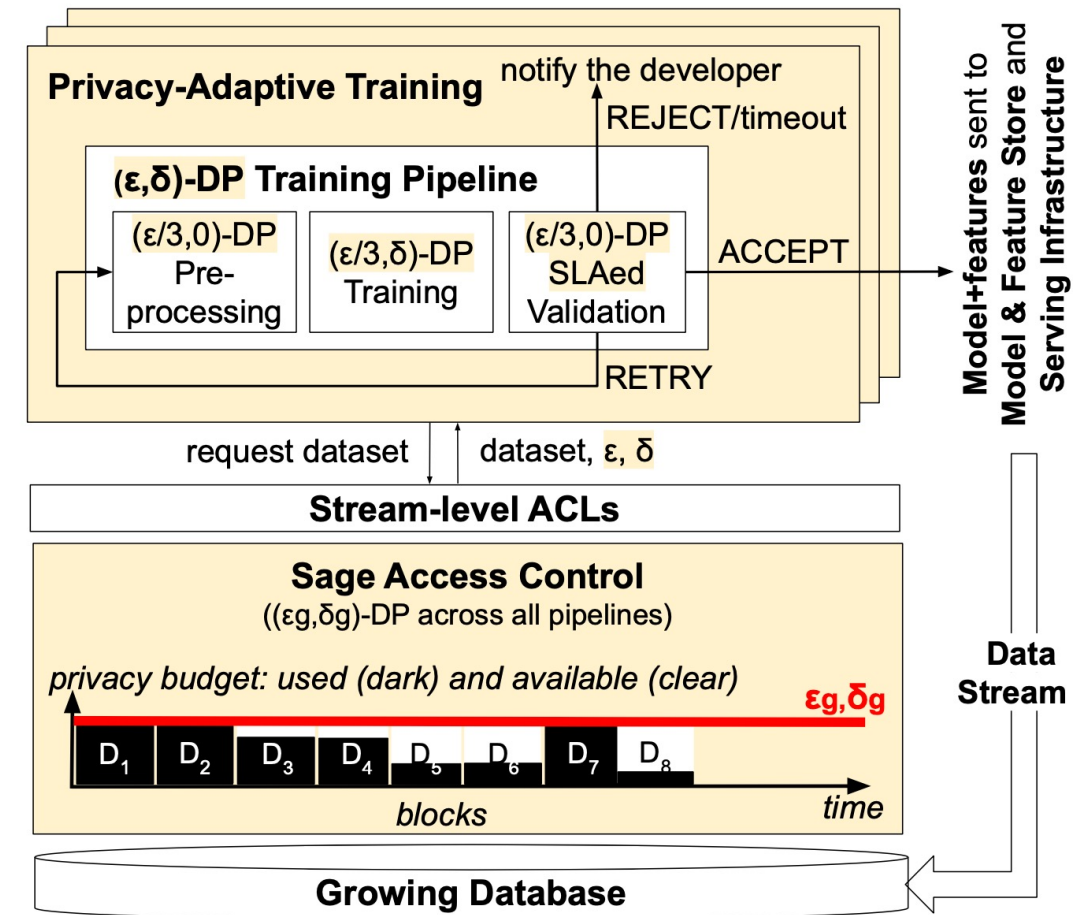 Privacy-Adaptive Training
notify the developer
REJECT/timeout
(ε,δ)-DP Training Pipeline
(ε/3,0)-DP
Pre-
processing
(ε/3,δ)-DP
Training
(ε/3,0)-DP
SLAed
Validation
ACCEPT
RETRY
Model+features sent to
Model & Feature Store and
Serving Infrastructure
request dataset
dataset, ε, δ
Stream-level ACLs
Sage Access Control
((εg,δg)-DP across all pipelines)
privacy budget: used (dark) and available (clear)
εg,δg
D1 D2 D3 D4 D5 D6 D7 D8
blocks
time
Data
Stream
Growing Database